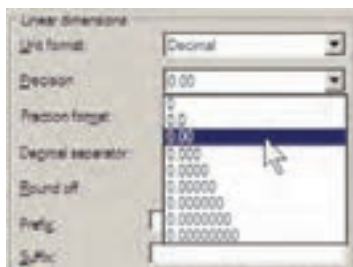 Linear dimensions
Unit format: Decimal
Precision 0.00
0
0.0
Fraction format: 0.00
0.000
Decimal separator: 0.0000
0.00000
Round off: 0.000000
0.0000000
Prefix: 0.00000000
Suffix: